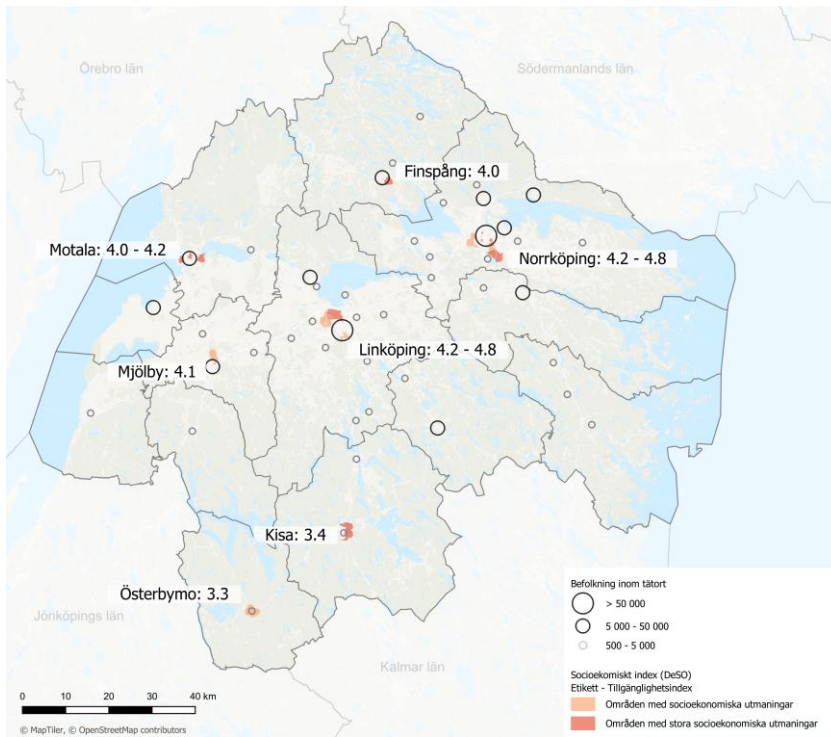 Örebro län
Södermanlands län
Finspång: 4.0
Motala: 4.0 - 4.2
Norrköping: 4.2 - 4.8
Linköping: 4.2 - 4.8
Mjölby: 4.1
Kisa: 3.4
Österbymo: 3.3
Jönköpings län
Kalmar län
Befolkning inom tätort
> 50 000
5 000 - 50 000
500 - 5 000
Socioekomiskt index (DeSO)
Etikett - Tillgänglighetsindex
Områden med socioekonomiska utmaningar
Områden med stora socioekonomiska utmaningar
0 10 20 30 40 km
© MapTiler, © OpenStreetMap contributors